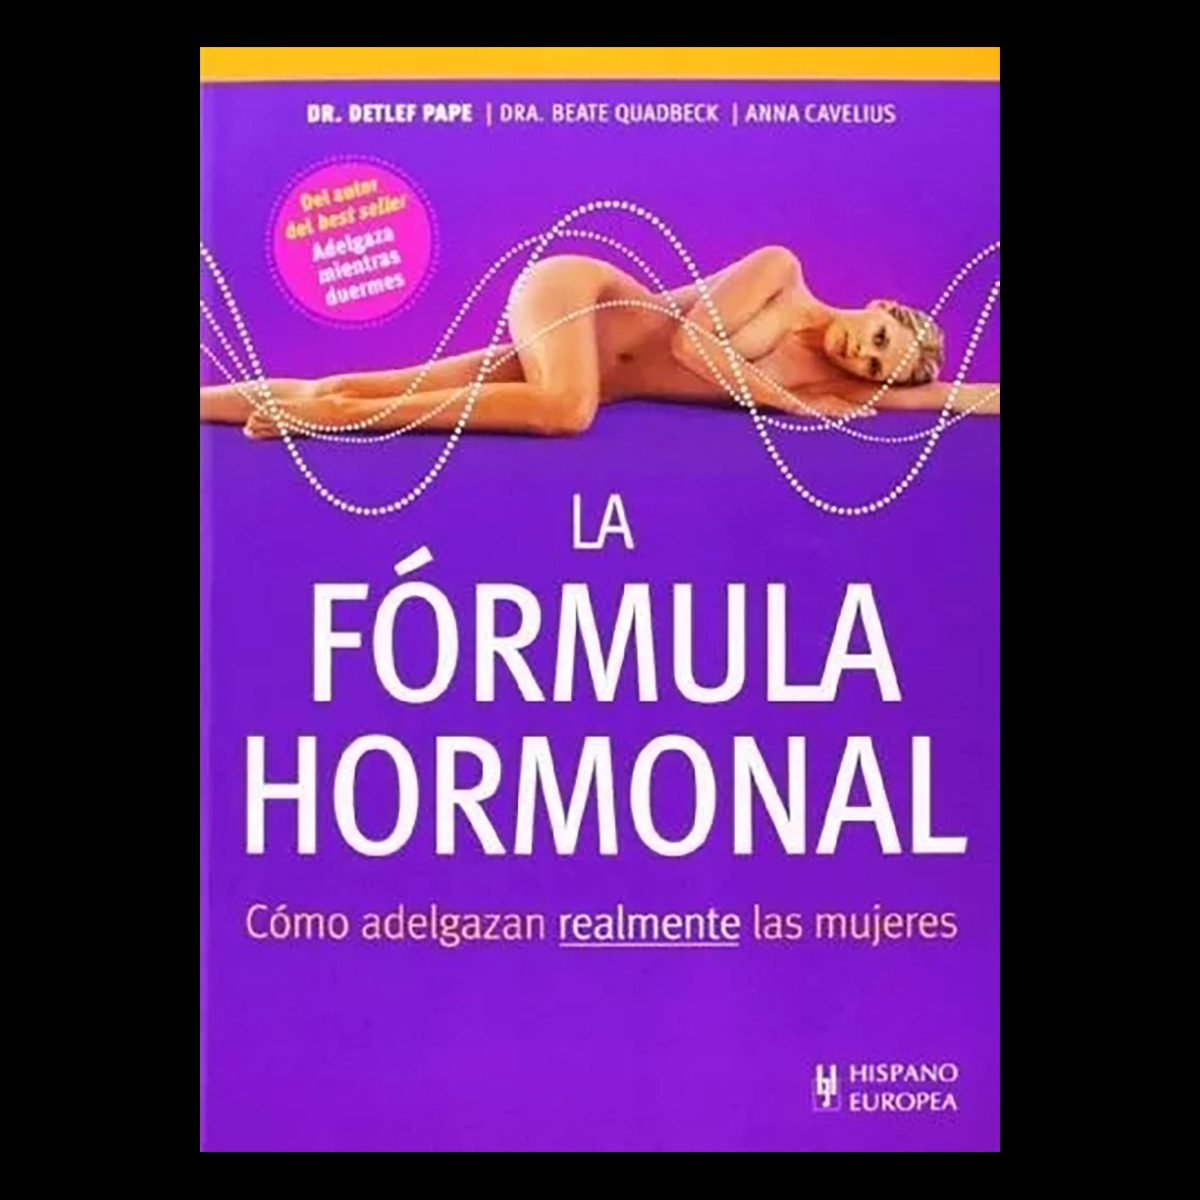 DR. DETLEF PAPE | DRA. BEATE QUADBECK | ANNA CAVELIUS
Del autor
del best seller
Adelgaza
mientras
duermes
LA
FÓRMULA
HORMONAL
Cómo adelgazan realmente las mujeres
HISPANO
EUROPEA